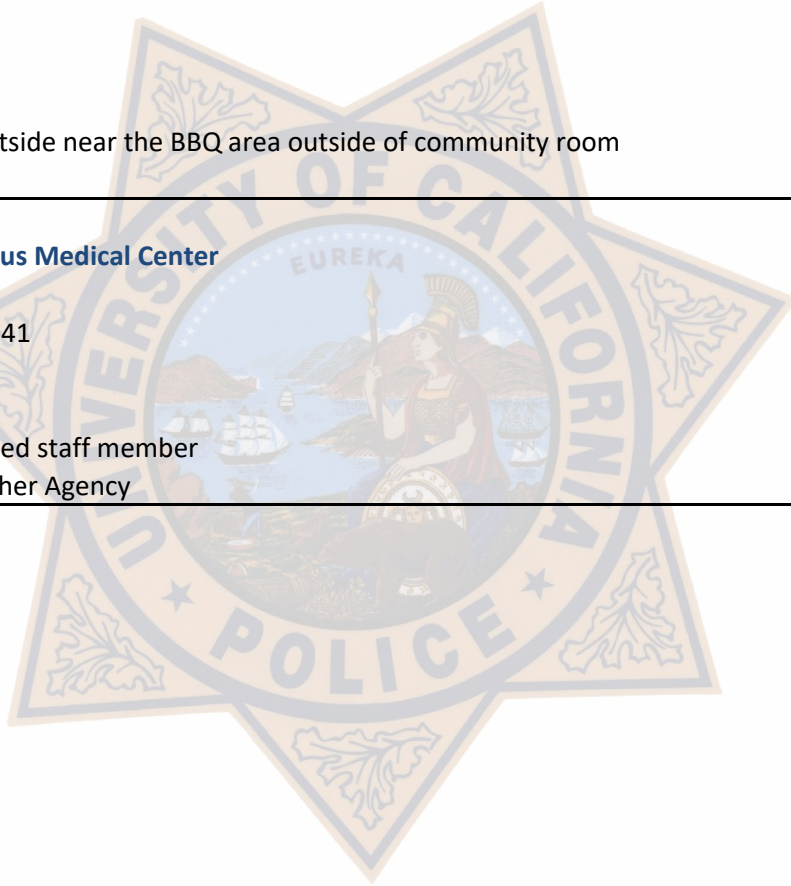 tside near the BBQ area outside of community room
us Medical Center
41
ed staff member
her Agency
UNIVERSITY OF CALIFORNIA
EUREKA
POLICE